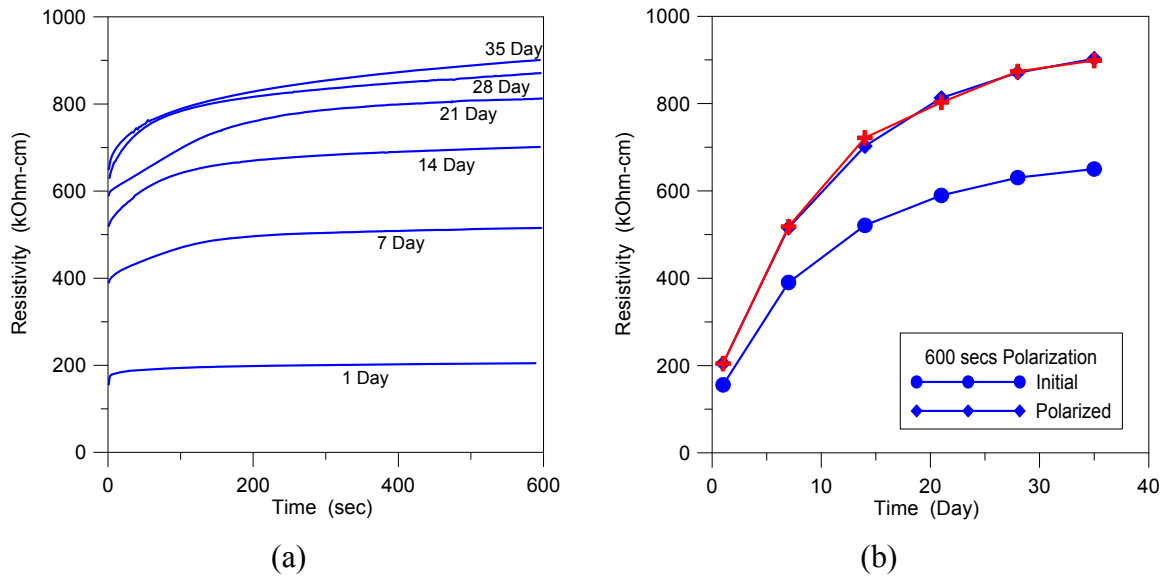 1000
800
600
400
200
0
Resistivity (kOhm-cm)
35 Day
28 Day
21 Day
14 Day
7 Day
1 Day
0 200 400 600
Time (sec)
(a)
1000
800
600
400
200
0
Resistivity (kOhm-cm)
600 secs Polarization
Initial
Polarized
0 10 20 30 40
Time (Day)
(b)